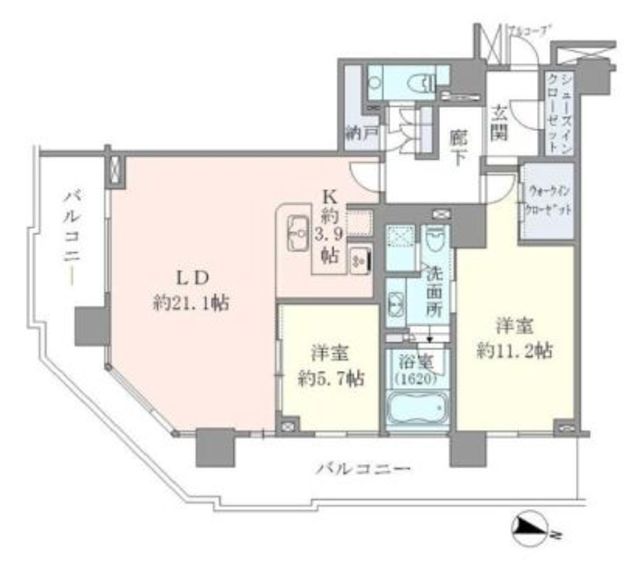 アルコーブ
シューズイン
クローゼット
玄関
廊下
納戸
ウォークイン
クローゼット
バルコニー
K
約
3.9
帖
LD
約21.1帖
洗面所
洋室
約11.2帖
洋室
約5.7帖
浴室
(1620)
バルコニー
N